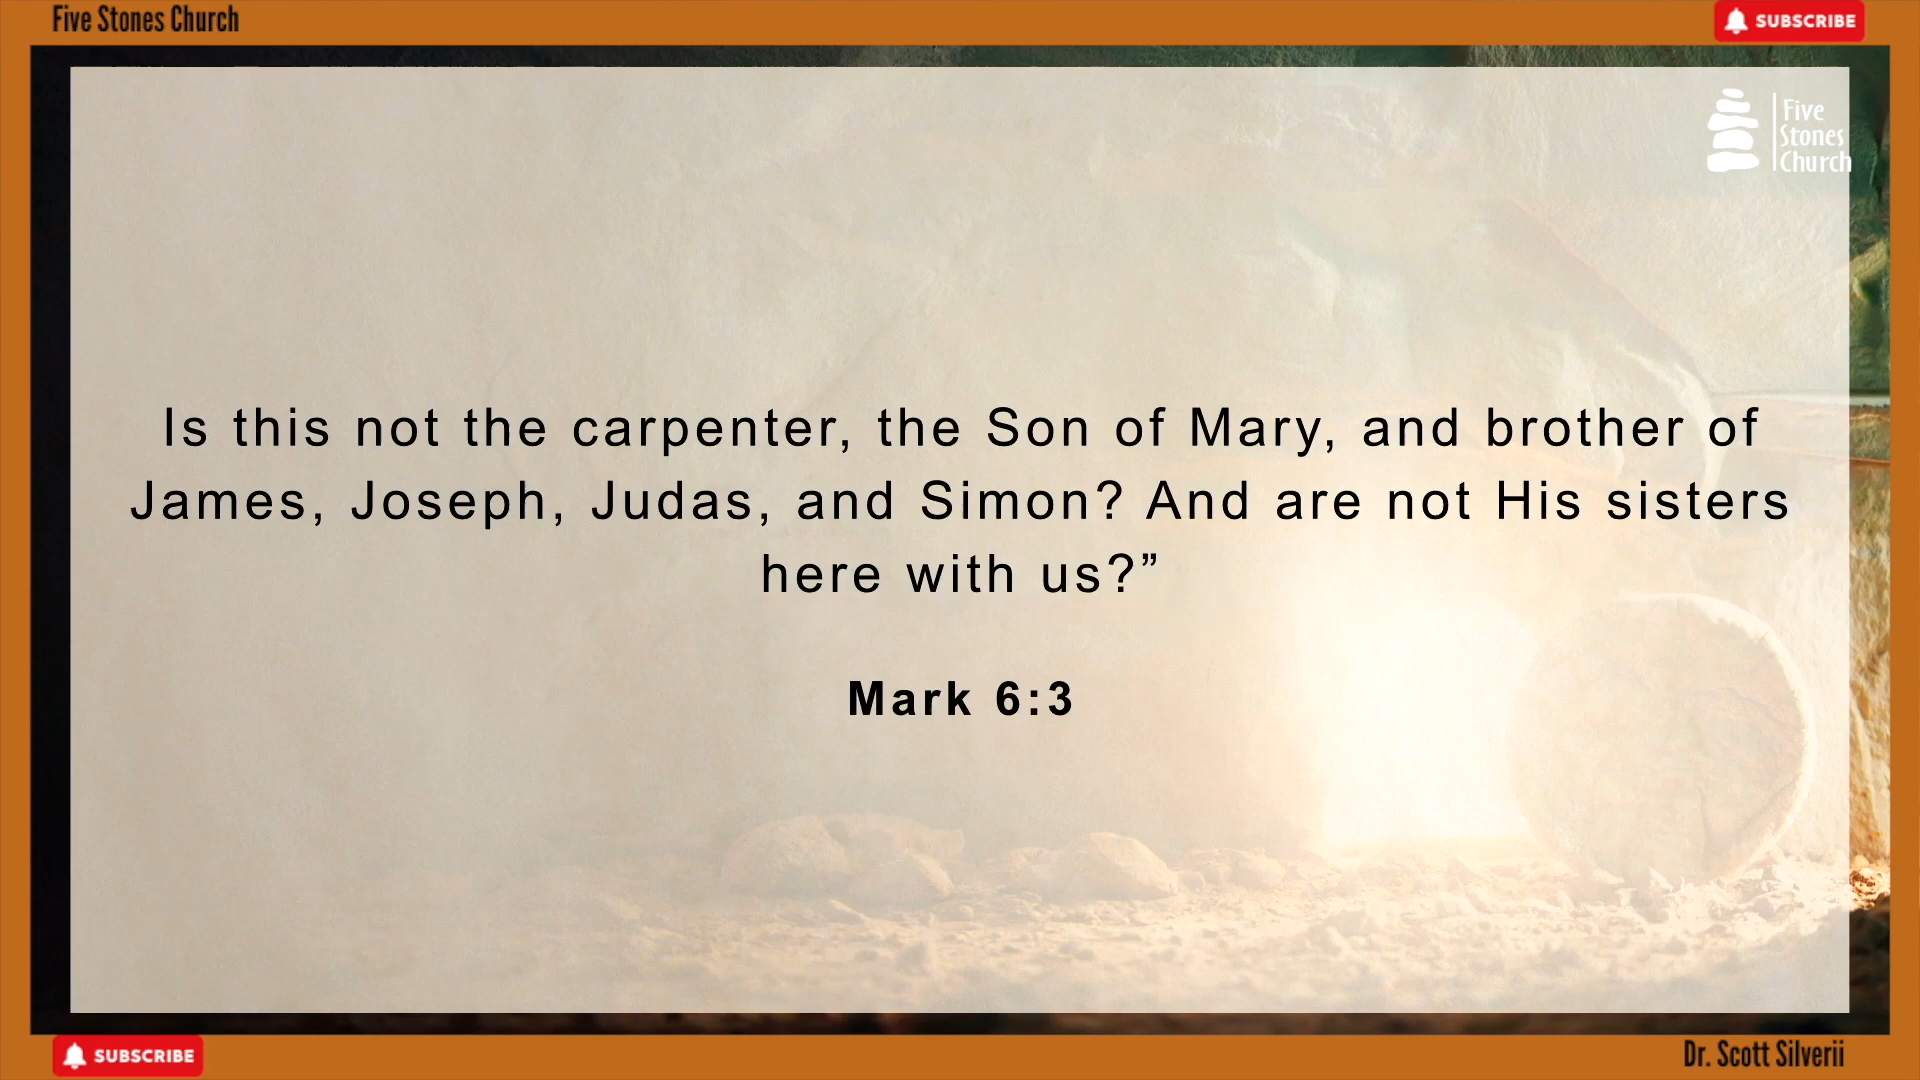 Five Stones Church
SUBSCRIBE
Five
Stones
Church
Is this not the carpenter, the Son of Mary, and brother of
James, Joseph, Judas, and Simon? And are not His sisters
here with us?”
Mark 6:3
SUBSCRIBE
Dr. Scott Silverii